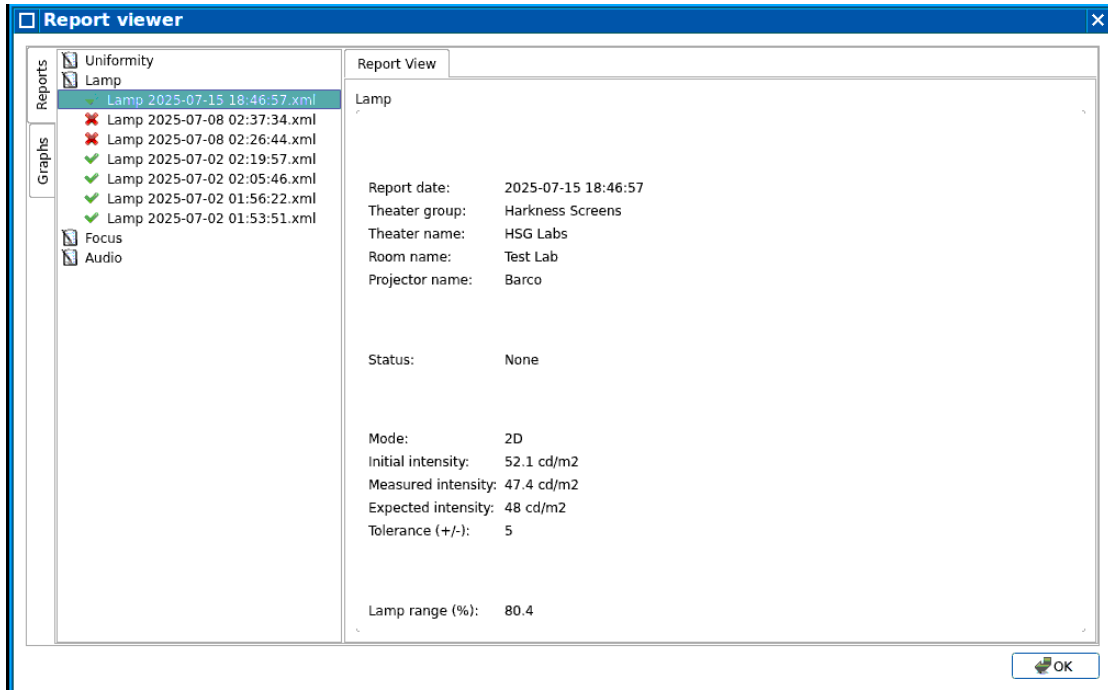 Report viewer
Reports
Graphs
Uniformity
Lamp
Lamp 2025-07-15 18:46:57.xml
Lamp 2025-07-08 02:37:34.xml
Lamp 2025-07-08 02:26:44.xml
Lamp 2025-07-02 02:19:57.xml
Lamp 2025-07-02 02:05:46.xml
Lamp 2025-07-02 01:56:22.xml
Lamp 2025-07-02 01:53:51.xml
Focus
Audio
Report View
Lamp
Report date: 2025-07-15 18:46:57
Theater group: Harkness Screens
Theater name: HSG Labs
Room name: Test Lab
Projector name: Barco
Status: None
Mode: 2D
Initial intensity: 52.1 cd/m2
Measured intensity: 47.4 cd/m2
Expected intensity: 48 cd/m2
Tolerance (+/-): 5
Lamp range (%): 80.4
OK